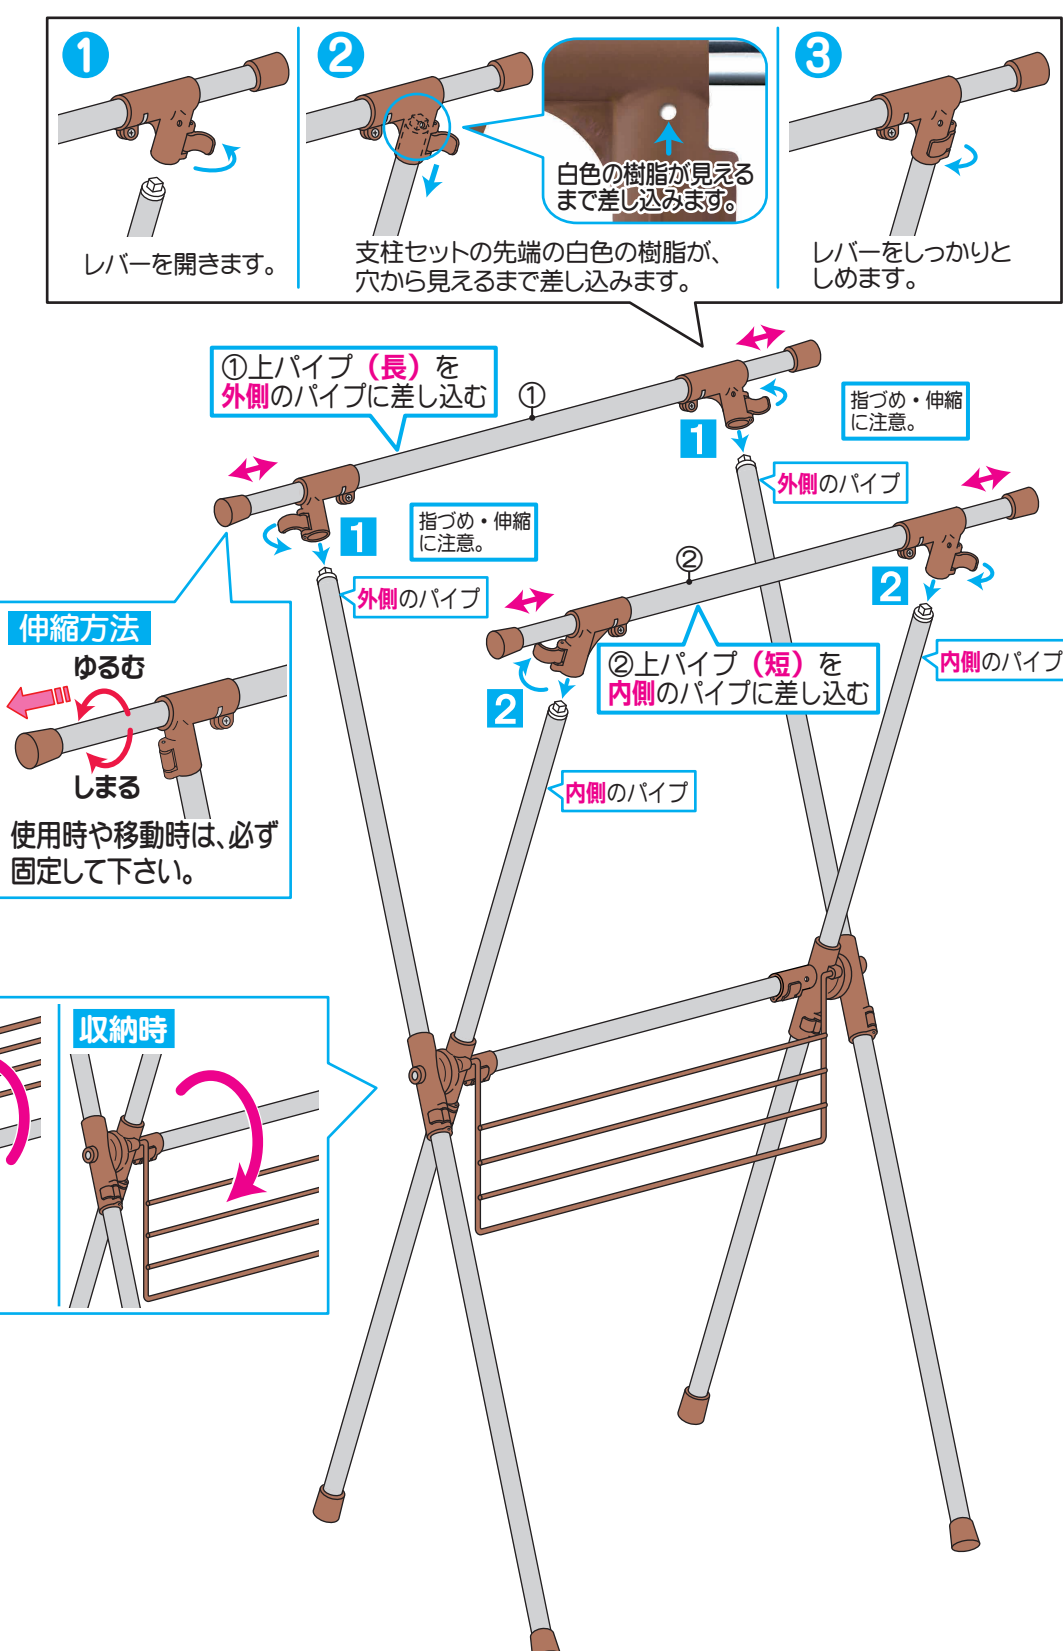 1
レバーを開きます。
2
白色の樹脂が見える
まで差し込みます。
支柱セットの先端の白色の樹脂が、
穴から見えるまで差し込みます。
3
レバーをしっかりと
しめます。
①上パイプ（長）を
外側のパイプに差し込む
①
1
指づめ・伸縮
に注意。
外側のパイプ
1
指づめ・伸縮
に注意。
外側のパイプ
②
2
内側のパイプ
②上パイプ（短）を
内側のパイプに差し込む
2
内側のパイプ
伸縮方法
ゆるむ
しまる
使用時や移動時は、必ず
固定して下さい。
収納時